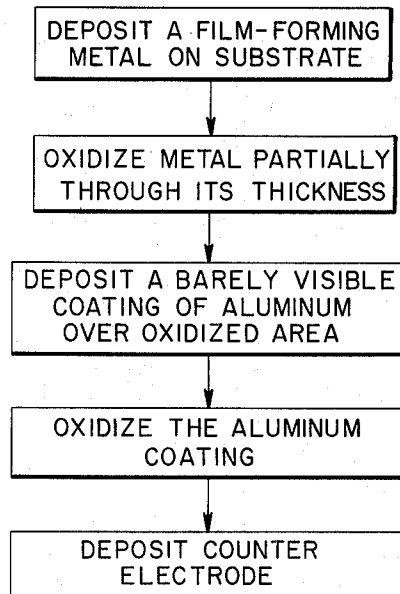 DEPOSIT A FILM-FORMING
METAL ON SUBSTRATE
OXIDIZE METAL PARTIALLY
THROUGH ITS THICKNESS
DEPOSIT A BARELY VISIBLE
COATING OF ALUMINUM
OVER OXIDIZED AREA
OXIDIZE THE ALUMINUM
COATING
DEPOSIT COUNTER
ELECTRODE